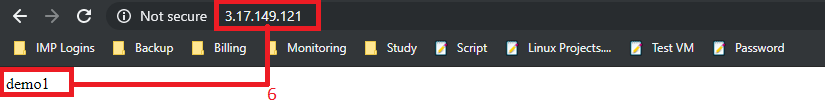 Not secure 3.17.149.121
IMP Logins Backup Billing Monitoring Study Script Linux Projects.... Test VM Password
demo1
6